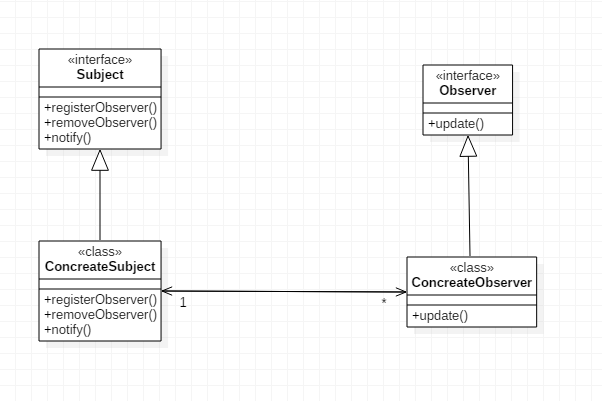 «interface»
Subject
+registerObserver()
+removeObserver()
+notify()
«interface»
Observer
+update()
«class»
ConcreateSubject
+registerObserver()
+removeObserver()
+notify()
1
*
«class»
ConcreateObserver
+update()